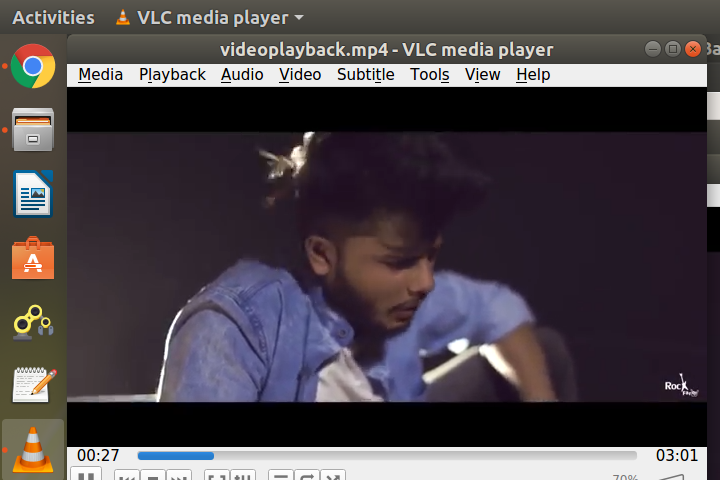 Activities VLC media player
videoplayback.mp4 - VLC media player
Media Playback Audio Video Subtitle Tools View Help
Rock
00:27 03:01
70%